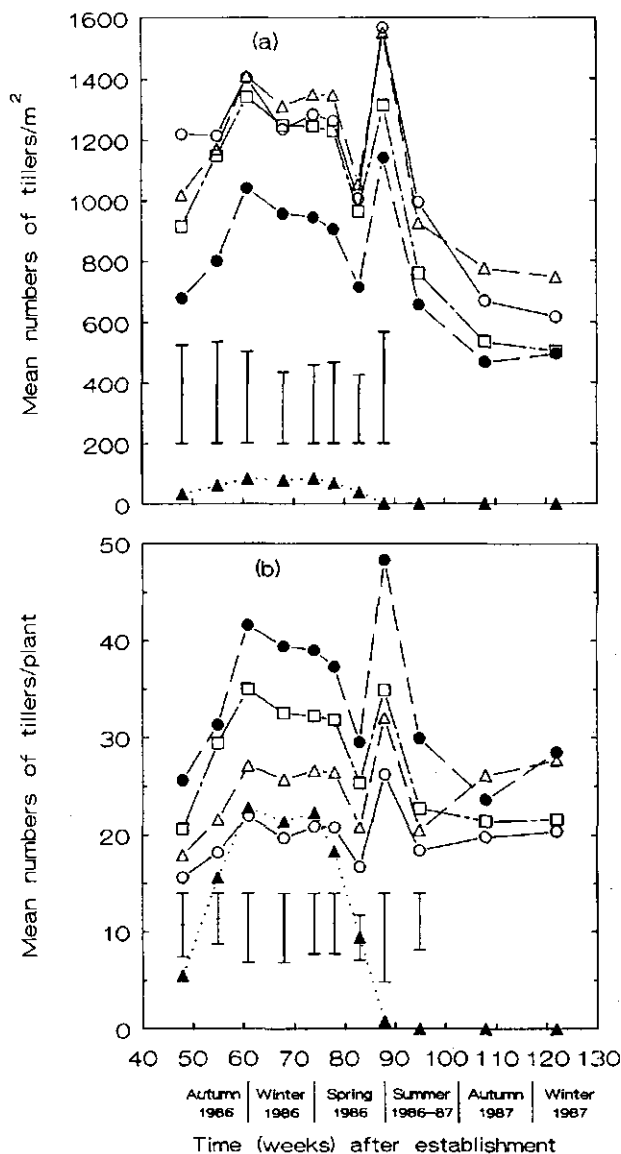 (a)
Mean numbers of tillers/m²
1600
1400
1200
1000
800
600
400
200
0
(b)
Mean numbers of tillers/plant
50
40
30
20
10
0
40 50 60 70 80 90 100 110 120 130
Autumn Winter Spring Summer Autumn Winter
1986 1986 1986 1986–87 1987 1987
Time (weeks) after establishment